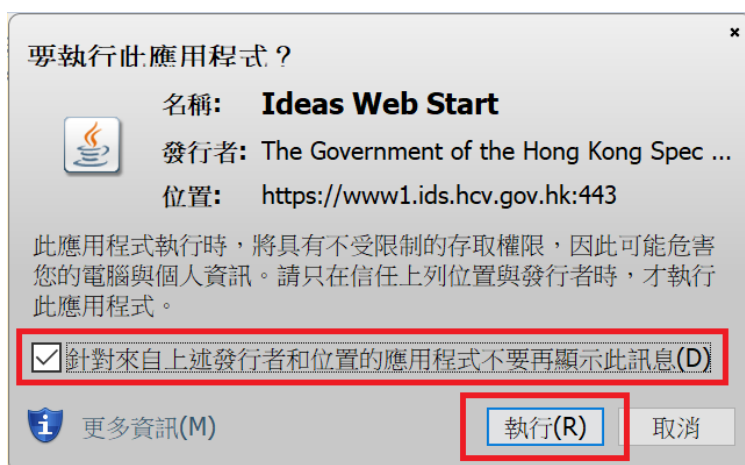 要執行此應用程式？
名稱: Ideas Web Start
發行者: The Government of the Hong Kong Spec ...
位置: https://www1.ids.hcv.gov.hk:443
此應用程式執行時，將具有不受限制的存取權限，因此可能危害
您的電腦與個人資訊。請只在信任上列位置與發行者時，才執行
此應用程式。
針對來自上述發行者和位置的應用程式不要再顯示此訊息(D)
更多資訊(M) 執行(R) 取消